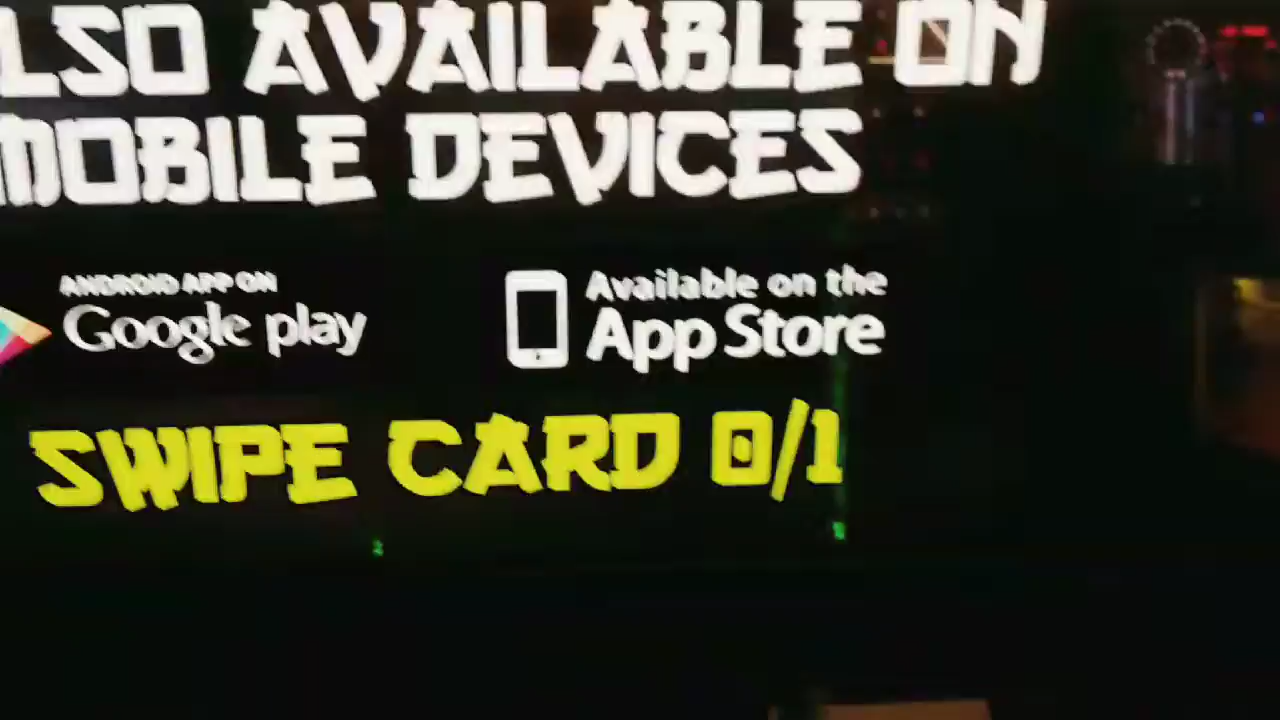 LSO AVAILABLE ON
MOBILE DEVICES
ANDROID APP ON
Google play
Available on the
App Store
SWIPE CARD 0/1